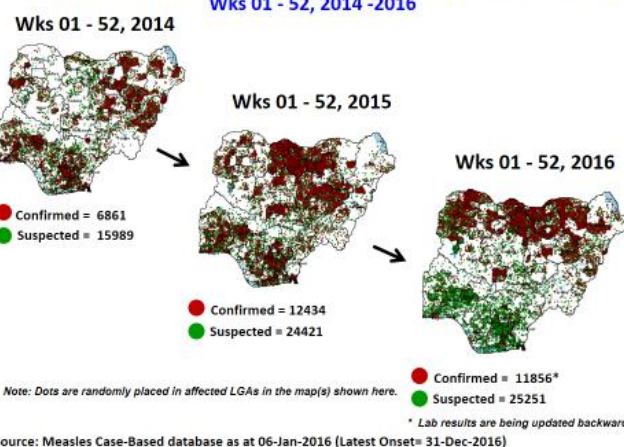 Wks 01 - 52, 2014 -2016
Wks 01 - 52, 2014
Wks 01 - 52, 2015
Wks 01 - 52, 2016
Confirmed = 6861
Suspected = 15989
Confirmed = 12434
Suspected = 24421
Confirmed = 11856*
Suspected = 25251
Note: Dots are randomly placed in affected LGAs in the map(s) shown here.
* Lab results are being updated backward
ource: Measles Case-Based database as at 06-Jan-2016 (Latest Onset= 31-Dec-2016)